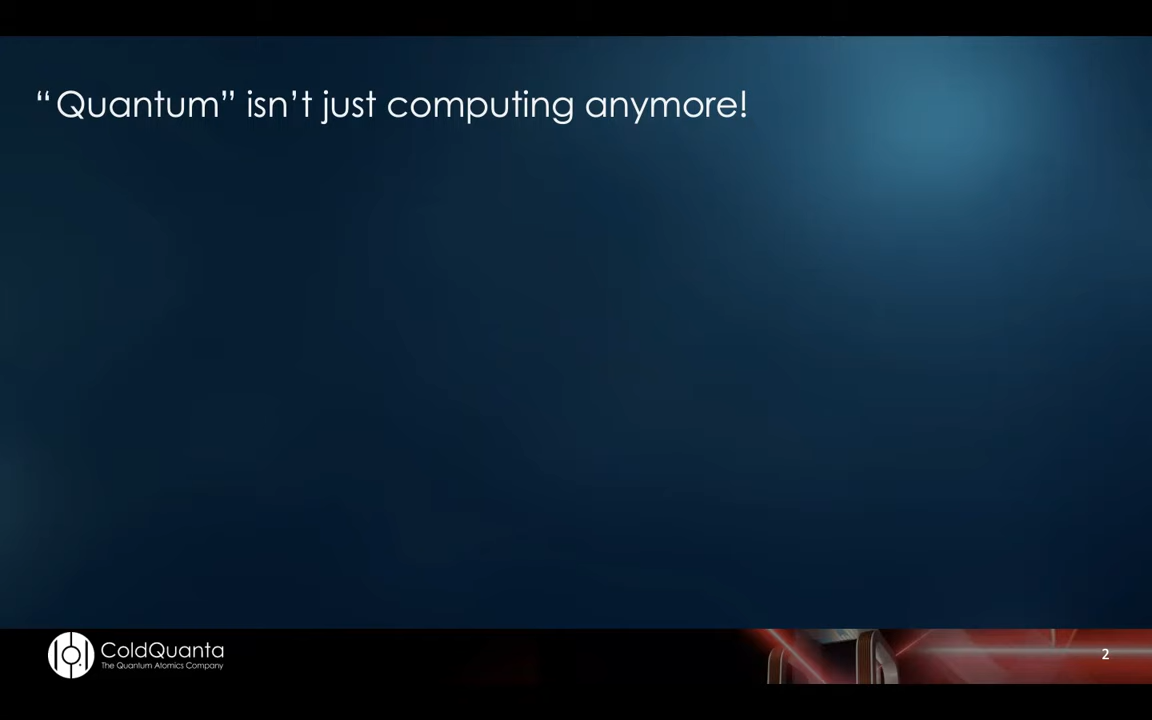 “Quantum” isn’t just computing anymore!
ColdQuanta
The Quantum Atomics Company
2